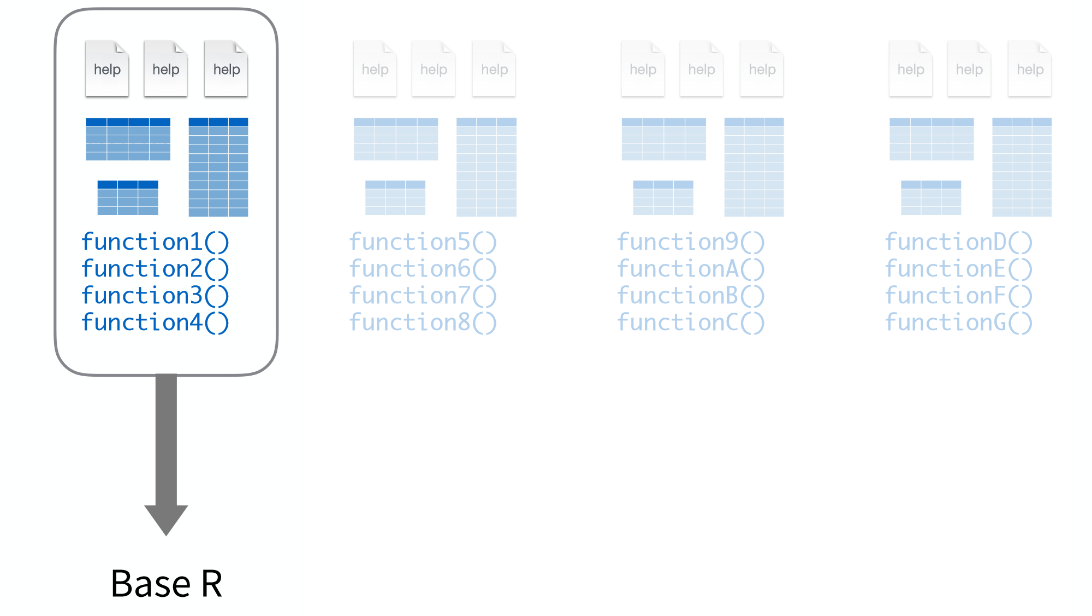 help help help help help help help help help help help help
function1() function5() function9() functionD()
function2() function6() functionA() functionE()
function3() function7() functionB() functionF()
function4() function8() functionC() functionG()
Base R